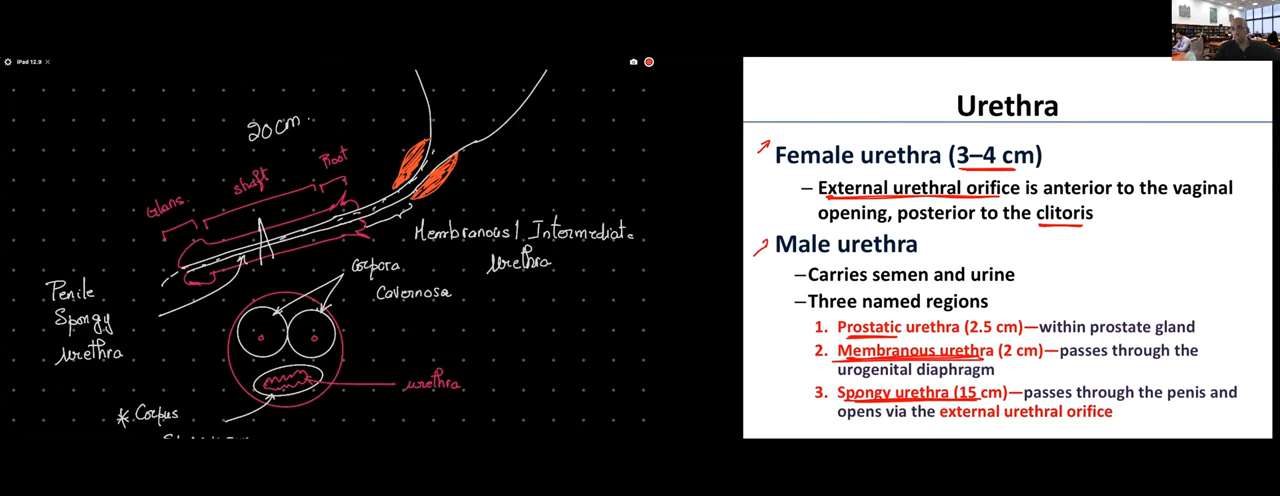 iPad 12.9
20cm.
Root
shaft
Glans.
Membranous/ Intermediate
Urethra
Corpora
Cavernosa
Penile
Spongy
urethra
urethra
*Corpus
Urethra
Female urethra (3–4 cm)
– External urethral orifice is anterior to the vaginal
opening, posterior to the clitoris
Male urethra
–Carries semen and urine
–Three named regions
1. Prostatic urethra (2.5 cm)—within prostate gland
2. Membranous urethra (2 cm)—passes through the
urogenital diaphragm
3. Spongy urethra (15 cm)—passes through the penis and
opens via the external urethral orifice